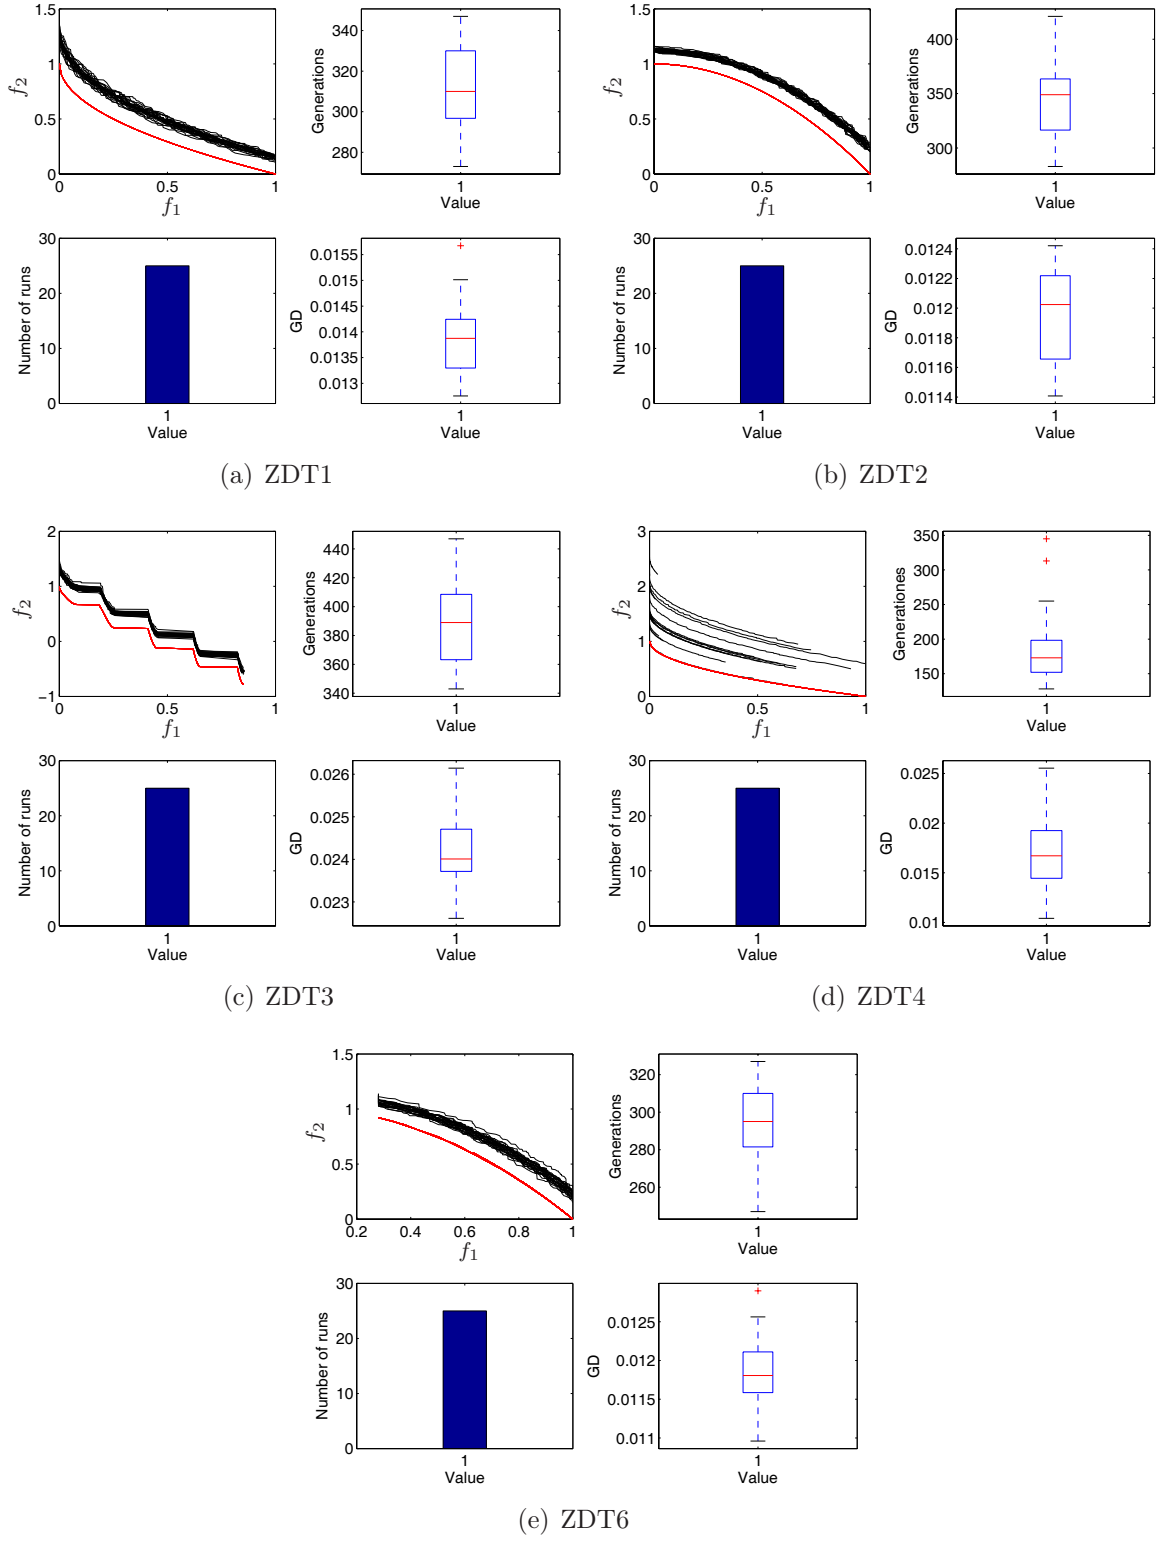 1.5
1
0.5
0
0
0.5
1
f₂
f₁
340
320
300
280
Generations
1
Value
1.5
1
0.5
0
0
0.5
1
f₂
f₁
400
350
300
Generations
1
Value
30
20
10
0
Number of runs
1
Value
0.0155
0.015
0.0145
0.014
0.0135
0.013
GD
1
Value
30
20
10
0
Number of runs
1
Value
0.0124
0.0122
0.012
0.0118
0.0116
0.0114
GD
1
Value
(a) ZDT1
(b) ZDT2
2
1
0
−1
0
0.5
1
f₂
f₁
440
420
400
380
360
340
Generations
1
Value
3
2
1
0
0
0.5
1
f₂
f₁
350
300
250
200
150
Generationes
1
Value
30
20
10
0
Number of runs
1
Value
0.026
0.025
0.024
0.023
GD
1
Value
30
20
10
0
Number of runs
1
Value
0.025
0.02
0.015
0.01
GD
1
Value
(c) ZDT3
(d) ZDT4
1.5
1
0.5
0
0.2
0.4
0.6
0.8
1
f₂
f₁
320
300
280
260
Generations
1
Value
30
20
10
0
Number of runs
1
Value
0.0125
0.012
0.0115
0.011
GD
1
Value
(e) ZDT6